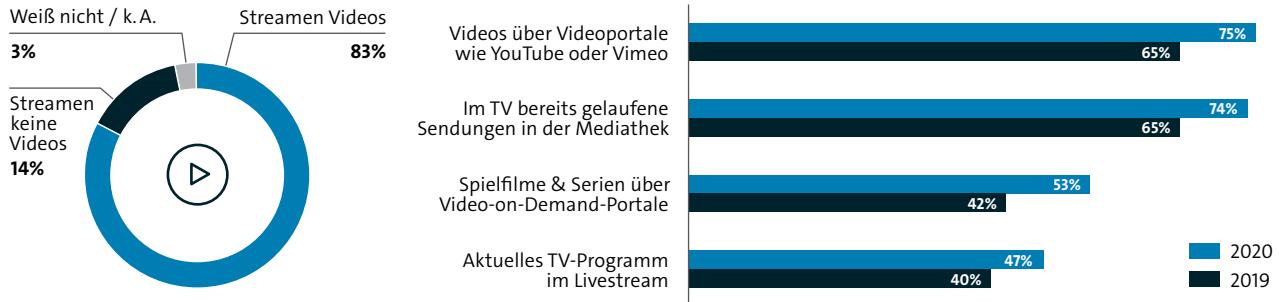 Weiß nicht / k. A.
3%
Streamen Videos
83%
Streamen
keine
Videos
14%
Videos über Videoportale
wie YouTube oder Vimeo
75%
65%
Im TV bereits gelaufene
Sendungen in der Mediathek
74%
65%
Spielfilme & Serien über
Video-on-Demand-Portale
53%
42%
Aktuelles TV-Programm
im Livestream
47%
40%
2020
2019